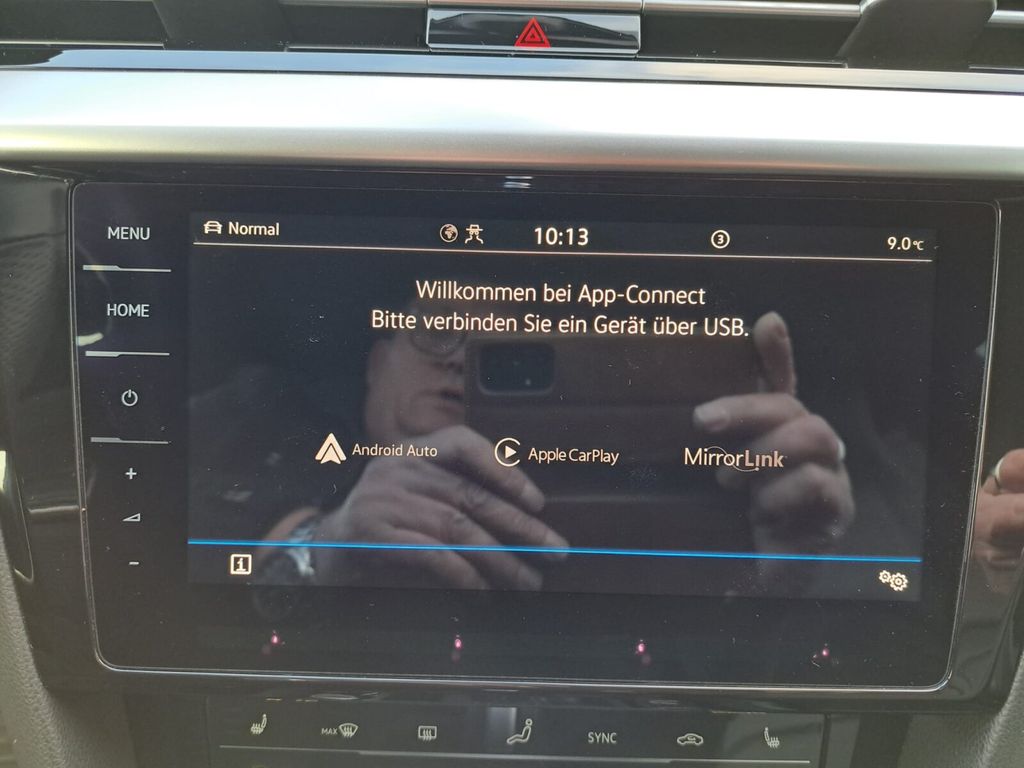 MENU
HOME
Normal
10:13
3
9.0°C
Willkommen bei App-Connect
Bitte verbinden Sie ein Gerät über USB.
Android Auto
Apple CarPlay
MirrorLink
i
+
-
MAX
SYNC